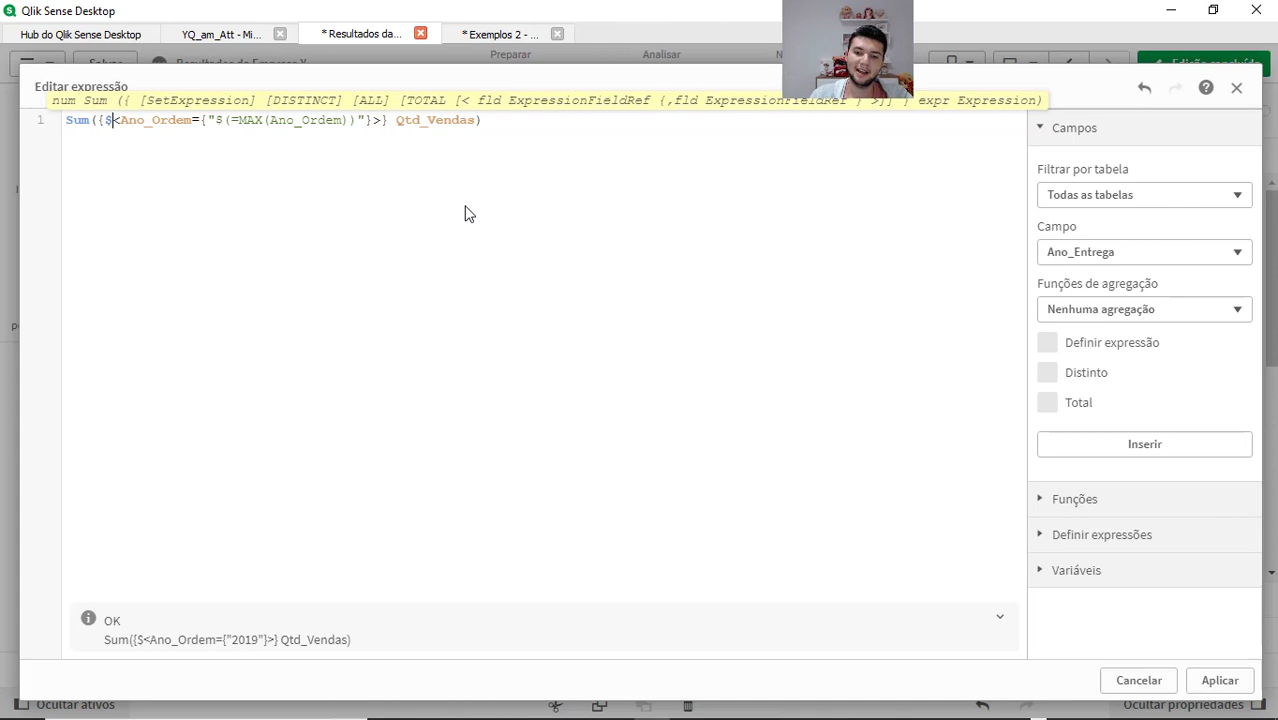 Qlik Sense Desktop
Hub do Qlik Sense Desktop
YQ_am_Att - Mi...
* Resultados da...
* Exemplos 2 - ...
Preparar
Analisar
Edição concluída
Editar expressão
num Sum ({ [SetExpression] [DISTINCT] [ALL] [TOTAL [< fld ExpressionFieldRef {,fld ExpressionFieldRef } >]] } expr Expression)
1 Sum({$<Ano_Ordem={"$(=MAX(Ano_Ordem))"}>} Qtd_Vendas)
Campos
Filtrar por tabela
Todas as tabelas
Campo
Ano_Entrega
Funções de agregação
Nenhuma agregação
Definir expressão
Distinto
Total
Inserir
Funções
Definir expressões
Variáveis
OK
Sum({$<Ano_Ordem={"2019"}>} Qtd_Vendas)
Cancelar
Aplicar
Ocultar ativos
Ocultar propriedades